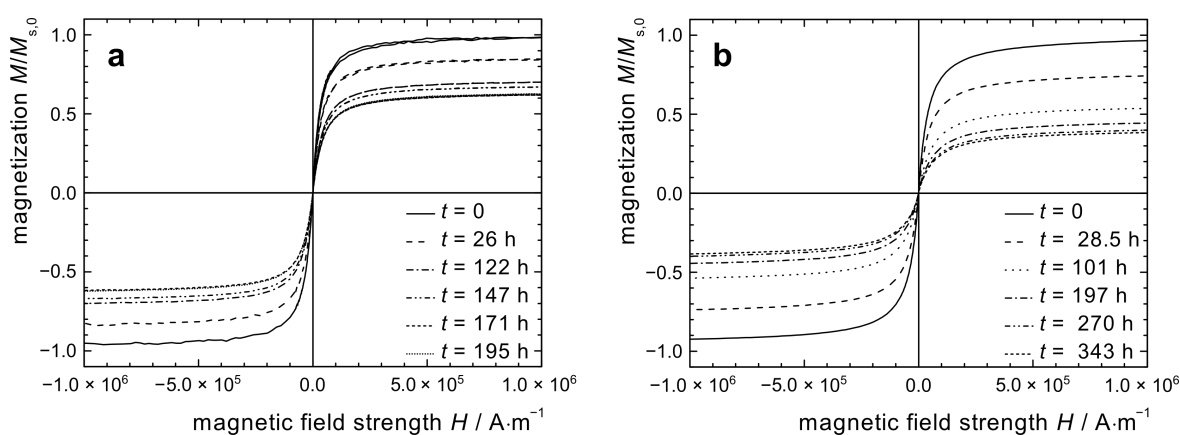 a
magnetization M/Mₛ,₀
1.0
0.5
0.0
−0.5
−1.0
t = 0
t = 26 h
t = 122 h
t = 147 h
t = 171 h
t = 195 h
−1.0 × 10⁶
−5.0 × 10⁵
0.0
5.0 × 10⁵
1.0 × 10⁶
magnetic field strength H / A·m⁻¹
b
magnetization M/Mₛ,₀
1.0
0.5
0.0
−0.5
−1.0
t = 0
t = 28.5 h
t = 101 h
t = 197 h
t = 270 h
t = 343 h
−1.0 × 10⁶
−5.0 × 10⁵
0.0
5.0 × 10⁵
1.0 × 10⁶
magnetic field strength H / A·m⁻¹